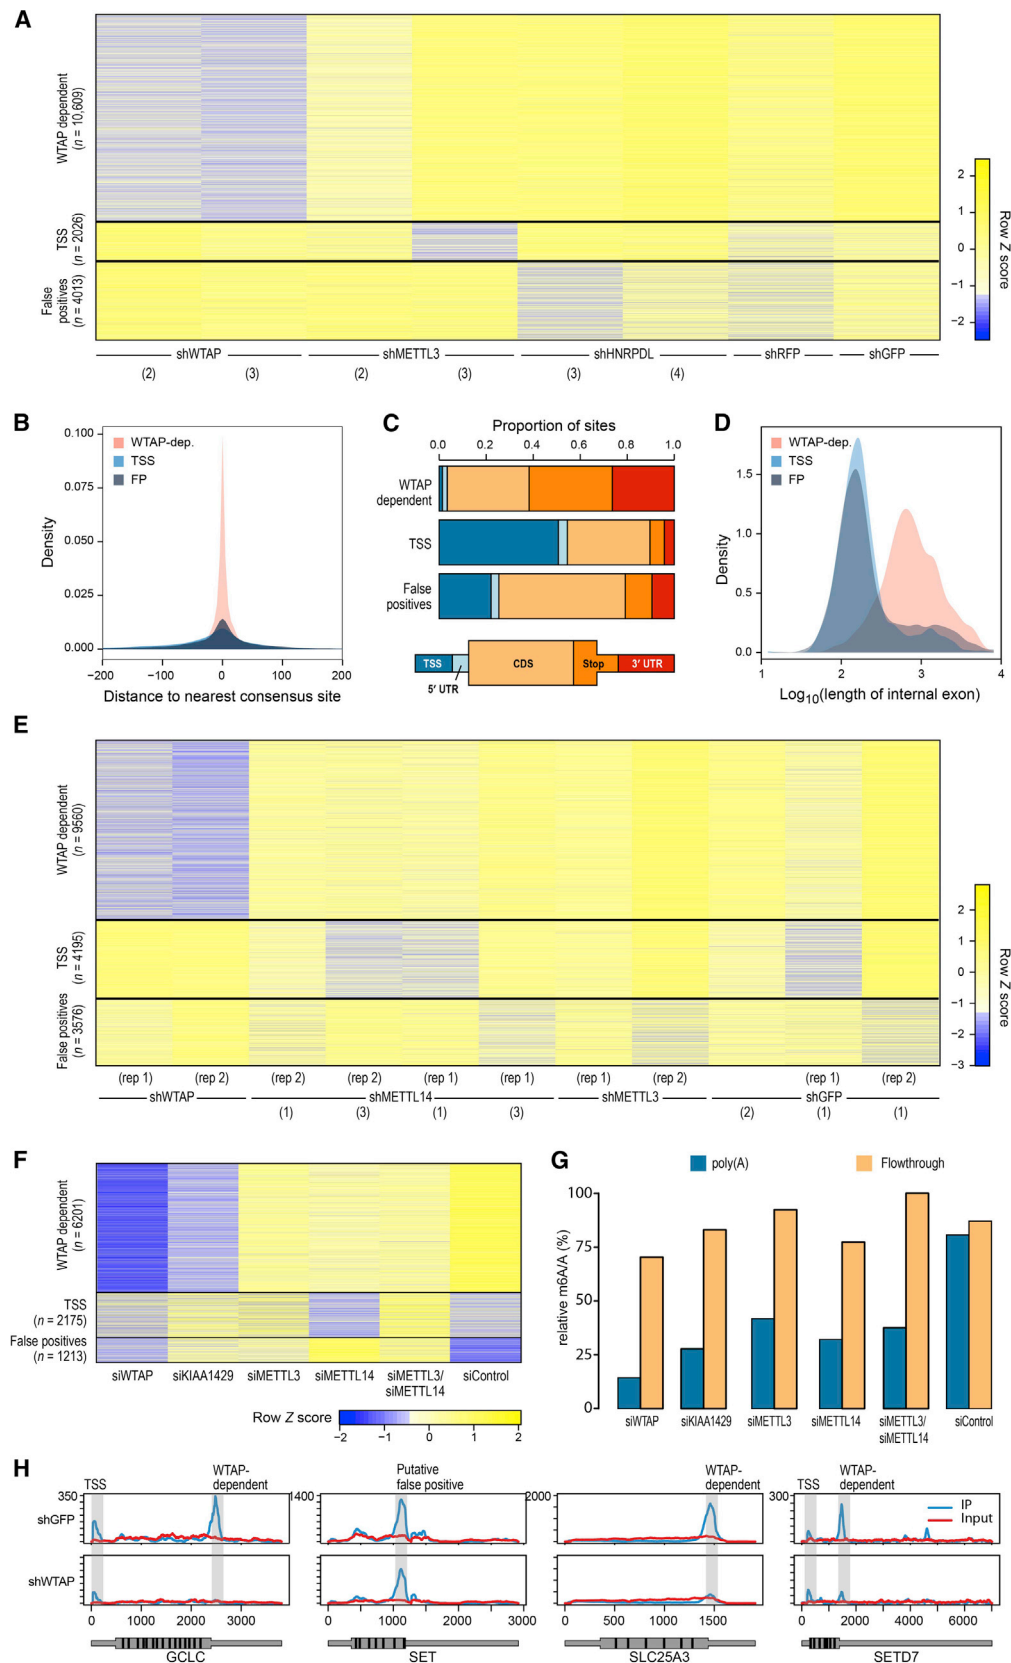 A
WTAP dependent
(n = 10,609)
TSS
(n = 2026)
False
positives
(n = 4013)
2
1
0
−1
−2
Row Z score
shWTAP
shMETTL3
shHNRPDL
shRFP
shGFP
(2)
(3)
(2)
(3)
(3)
(4)
B
WTAP-dep.
TSS
FP
0.100
0.075
0.050
0.025
0.000
Density
−200
−100
0
100
200
Distance to nearest consensus site
C
Proportion of sites
0.0
0.2
0.4
0.6
0.8
1.0
WTAP
dependent
TSS
False
positives
TSS
5′ UTR
CDS
Stop
3′ UTR
D
WTAP-dep.
TSS
FP
1.5
1.0
0.5
0.0
Density
1
2
3
4
Log10(length of internal exon)
E
WTAP dependent
(n = 9560)
TSS
(n = 4195)
False positives
(n = 3576)
2
1
0
−1
−2
−3
Row Z score
(rep 1)
(rep 2)
(rep 2)
(rep 2)
(rep 1)
(rep 1)
(rep 1)
(rep 2)
(rep 1)
(rep 2)
shWTAP
shMETTL14
shMETTL3
shGFP
(1)
(3)
(1)
(3)
(2)
(1)
(1)
F
WTAP dependent
(n = 6201)
TSS
(n = 2175)
False positives
(n = 1213)
siWTAP
siKIAA1429
siMETTL3
siMETTL14
siMETTL3/
siMETTL14
siControl
Row Z score
−2
−1
0
1
2
G
poly(A)
Flowthrough
100
75
50
25
0
relative m6A/A (%)
siWTAP
siKIAA1429
siMETTL3
siMETTL14
siMETTL3/
siMETTL14
siControl
H
TSS
WTAP-
dependent
Putative
false positive
WTAP-
dependent
TSS
WTAP-
dependent
350
1400
2000
300
IP
Input
shGFP
shWTAP
0
1000
2000
3000
0
1000
2000
3000
0
500
1000
1500
0
2000
4000
6000
GCLC
SET
SLC25A3
SETD7